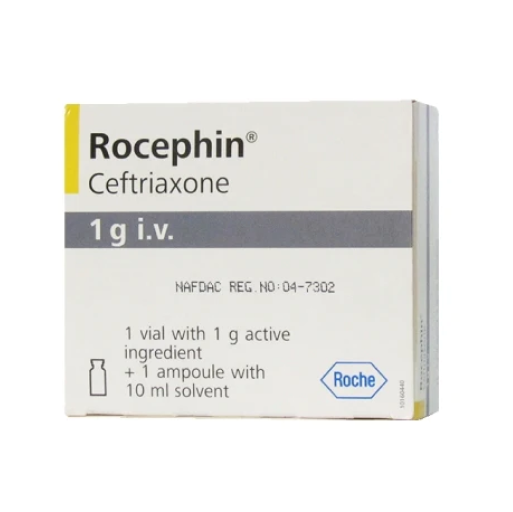 Rocephin®
Ceftriaxone
1 g i.v.
NAFDAC REG.NO:04-7302
1 vial with 1 g active
ingredient
+ 1 ampoule with
10 ml solvent
Roche